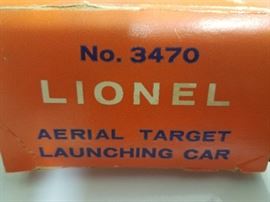 No. 3470
LIONEL
AERIAL TARGET
LAUNCHING CAR